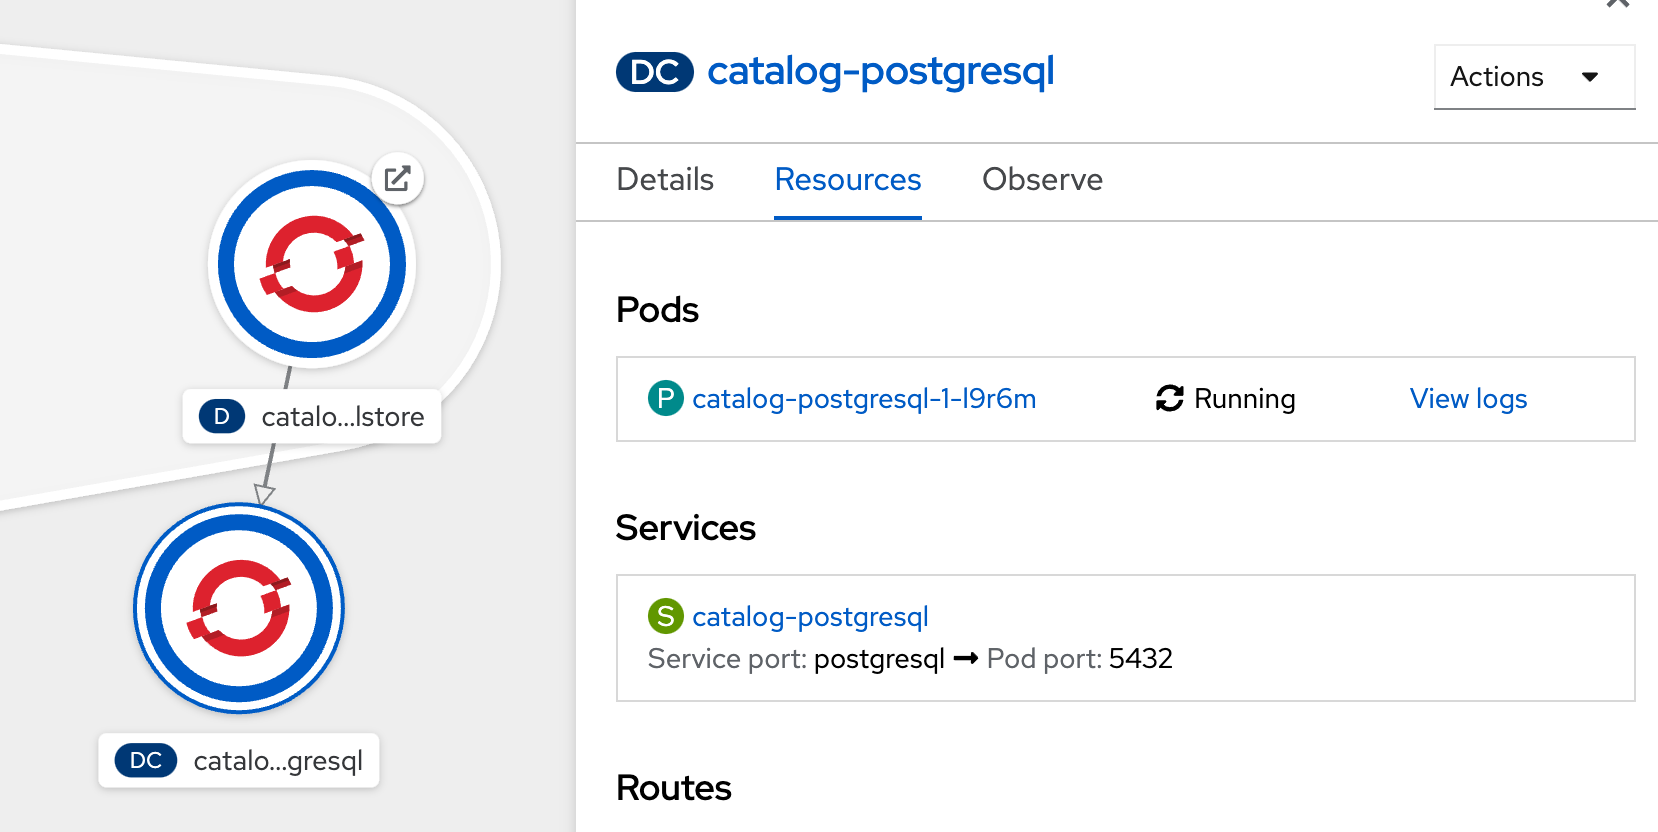 DC catalog-postgresql
Actions
Details Resources Observe
Pods
P catalog-postgresql-1-l9r6m Running View logs
Services
S catalog-postgresql
Service port: postgresql → Pod port: 5432
Routes
D catalo...lstore
DC catalo...gresql